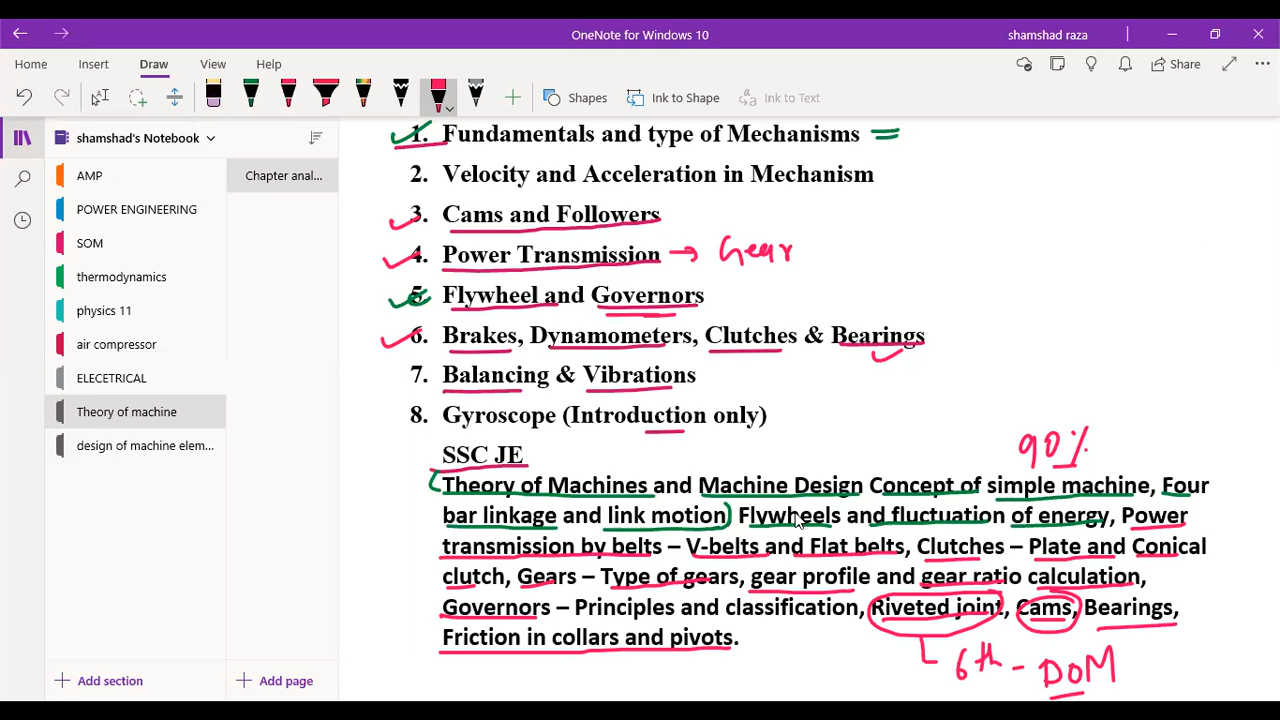 OneNote for Windows 10
shamshad raza
Home Insert Draw View Help
Share
Shapes Ink to Shape Ink to Text
shamshad's Notebook
AMP
POWER ENGINEERING
SOM
thermodynamics
physics 11
air compressor
ELECETRICAL
Theory of machine
design of machine elem...
Add section
Chapter anal...
Add page
1. Fundamentals and type of Mechanisms
2. Velocity and Acceleration in Mechanism
3. Cams and Followers
4. Power Transmission → Gear
5. Flywheel and Governors
6. Brakes, Dynamometers, Clutches & Bearings
7. Balancing & Vibrations
8. Gyroscope (Introduction only)
SSC JE
90%
Theory of Machines and Machine Design Concept of simple machine, Four
bar linkage and link motion) Flywheels and fluctuation of energy, Power
transmission by belts – V-belts and Flat belts, Clutches – Plate and Conical
clutch, Gears – Type of gears, gear profile and gear ratio calculation,
Governors – Principles and classification, Riveted joint, Cams, Bearings,
Friction in collars and pivots.
6th - DOM